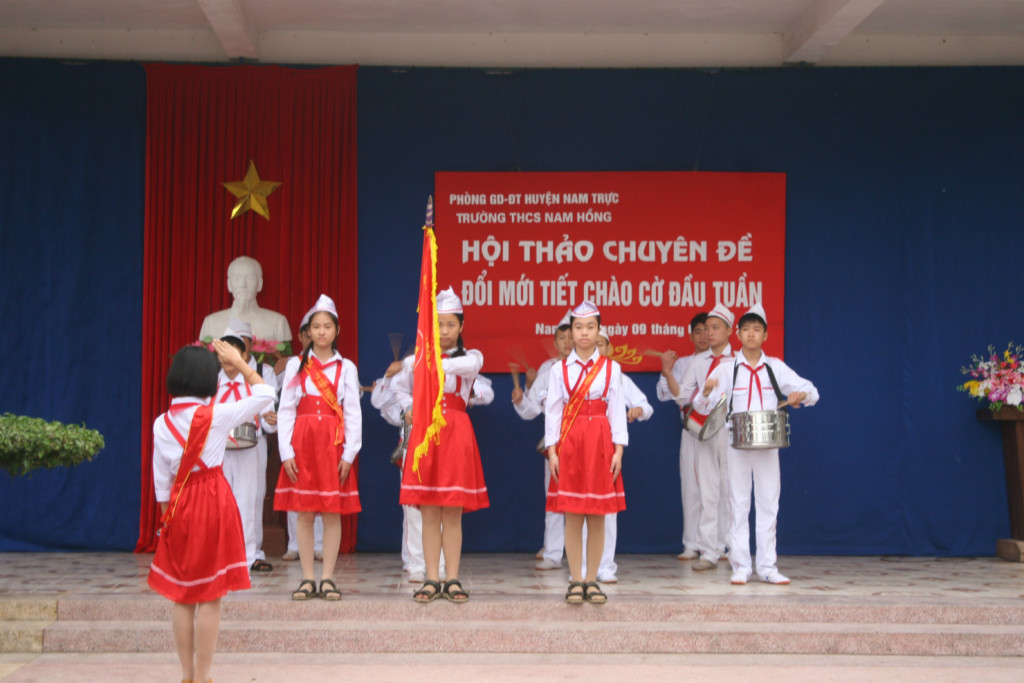 PHÒNG GD-ĐT HUYỆN NAM TRỰC
TRƯỜNG THCS NAM HỒNG
HỘI THẢO CHUYÊN ĐỀ
ĐỔI MỚI TIẾT CHÀO CỜ ĐẦU TUẦN
Nam ngày 09 tháng